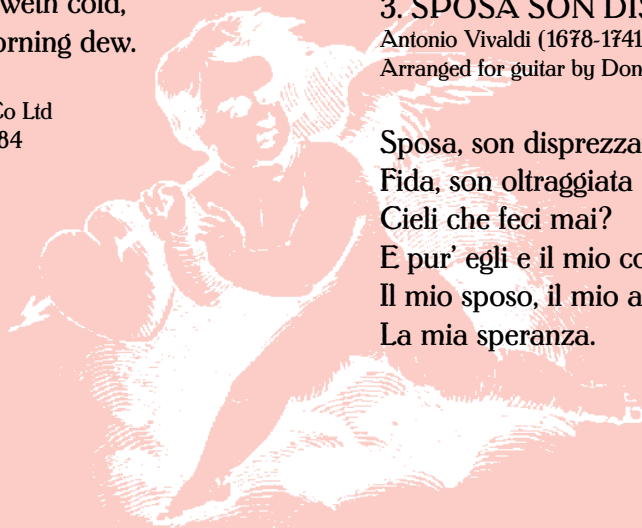 weth cold,
orning dew.
Co Ltd
84
3. SPOSA SON DIS
Antonio Vivaldi (1678-1741
Arranged for guitar by Don
Sposa, son disprezza
Fida, son oltraggiata
Cieli che feci mai?
E pur' egli e il mio co
Il mio sposo, il mio a
La mia speranza.